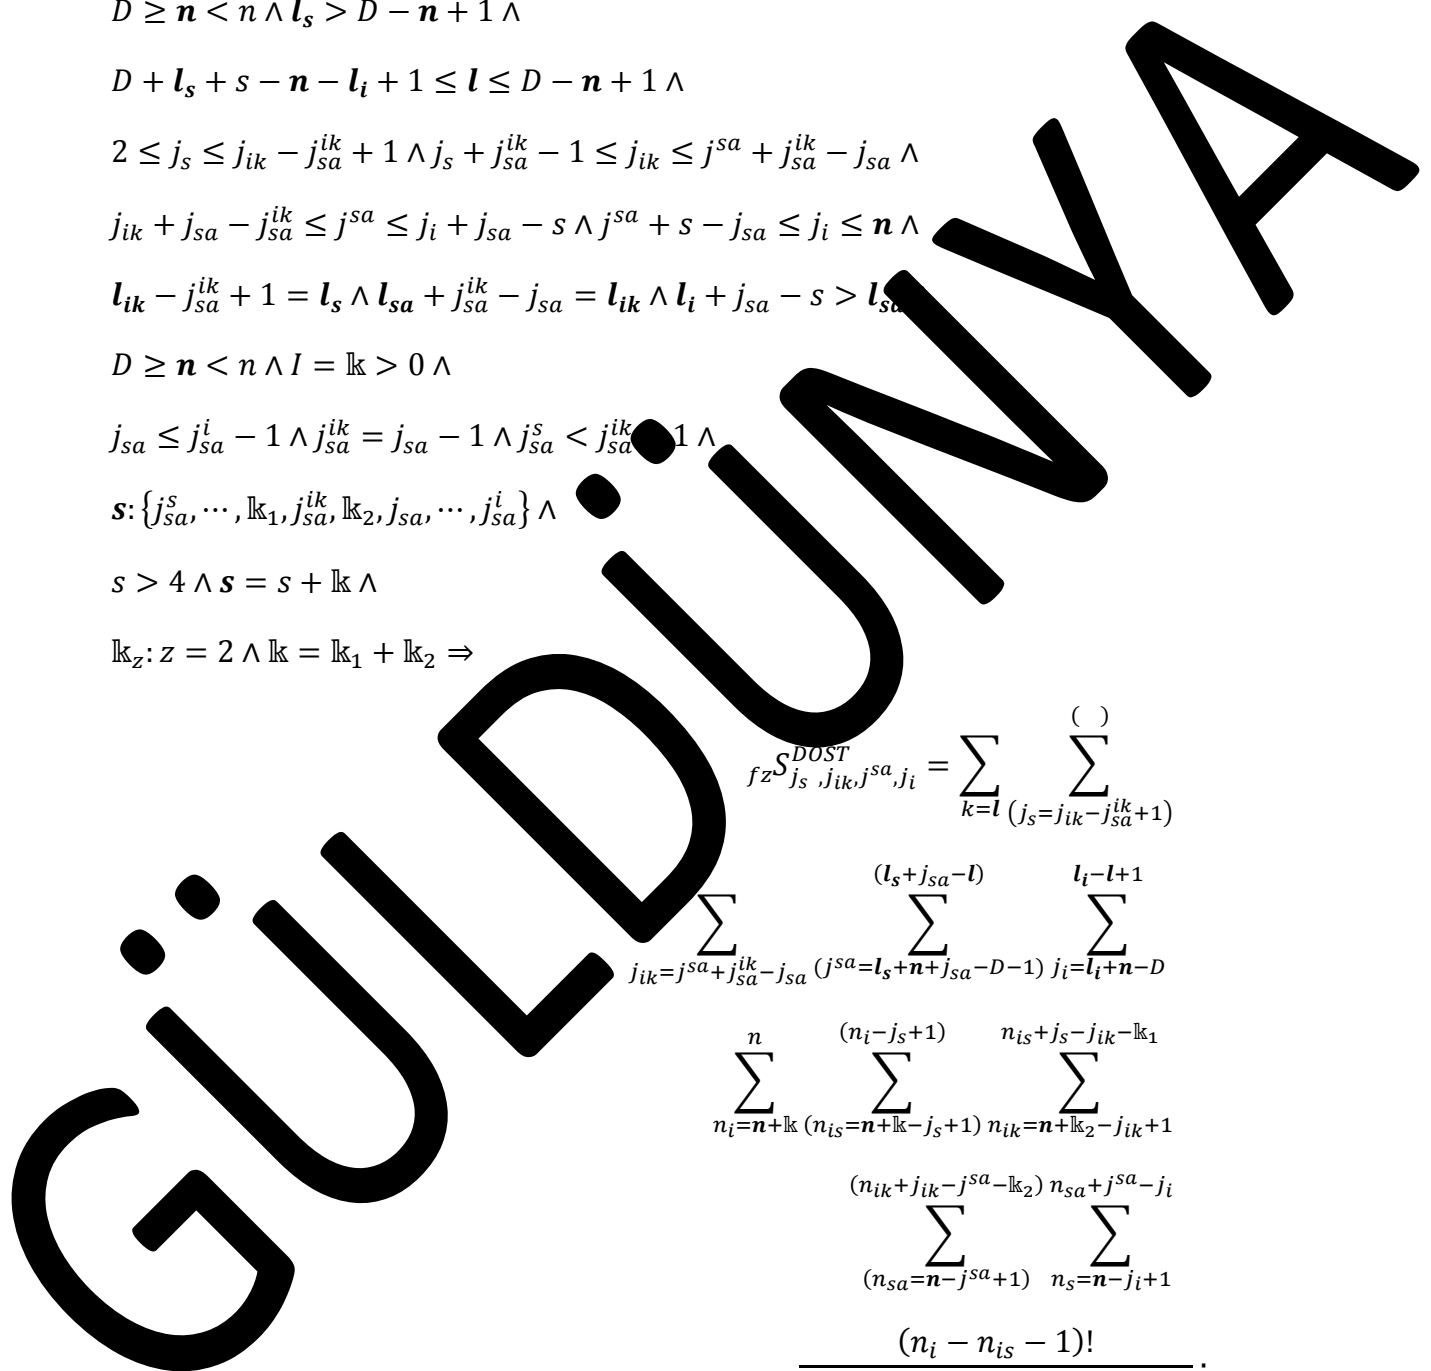 D ≥ 𝒏 < n ∧ 𝒍_𝒔 > D − 𝒏 + 1 ∧
D + 𝒍_𝒔 + s − 𝒏 − 𝒍_𝒊 + 1 ≤ 𝒍 ≤ D − 𝒏 + 1 ∧
2 ≤ j_s ≤ j_{ik} − j_{sa}^{ik} + 1 ∧ j_s + j_{sa}^{ik} − 1 ≤ j_{ik} ≤ j^{sa} + j_{sa}^{ik} − j_{sa} ∧
j_{ik} + j_{sa} − j_{sa}^{ik} ≤ j^{sa} ≤ j_i + j_{sa} − s ∧ j^{sa} + s − j_{sa} ≤ j_i ≤ 𝒏 ∧
𝒍_{𝒊𝒌} − j_{sa}^{ik} + 1 = 𝒍_𝒔 ∧ 𝒍_{𝒔𝒂} + j_{sa}^{ik} − j_{sa} = 𝒍_{𝒊𝒌} ∧ 𝒍_𝒊 + j_{sa} − s > 𝒍_{𝒔𝒂}
D ≥ 𝒏 < n ∧ I = 𝕜 > 0 ∧
j_{sa} ≤ j_{sa}^i − 1 ∧ j_{sa}^{ik} = j_{sa} − 1 ∧ j_{sa}^s < j_{sa}^{ik} 1 ∧
𝒔: {j_{sa}^s, ⋯, 𝕜_1, j_{sa}^{ik}, 𝕜_2, j_{sa}, ⋯, j_{sa}^i} ∧
s > 4 ∧ 𝒔 = s + 𝕜 ∧
𝕜_z: z = 2 ∧ 𝕜 = 𝕜_1 + 𝕜_2 ⇒
_{fz}S_{j_s ,j_{ik},j^{sa},j_i}^{DOST} = ∑_{k=𝒍} ∑_{(j_s=j_{ik}−j_{sa}^{ik}+1)}^{( )}
∑_{j_{ik}=j^{sa}+j_{sa}^{ik}−j_{sa}} ∑_{(j^{sa}=𝒍_𝒔+𝒏+j_{sa}−D−1)}^{(𝒍_𝒔+j_{sa}−𝒍)} ∑_{j_i=𝒍_𝒊+𝒏−D}^{𝒍_𝒊−𝒍+1}
∑_{n_i=𝒏+𝕜}^{n} ∑_{(n_{is}=𝒏+𝕜−j_s+1)}^{(n_i−j_s+1)} ∑_{n_{ik}=𝒏+𝕜_2−j_{ik}+1}^{n_{is}+j_s−j_{ik}−𝕜_1}
∑_{(n_{sa}=𝒏−j^{sa}+1)}^{(n_{ik}+j_{ik}−j^{sa}−𝕜_2)} ∑_{n_s=𝒏−j_i+1}^{n_{sa}+j^{sa}−j_i}
(n_i − n_{is} − 1)! .
GÜLDÜNYA